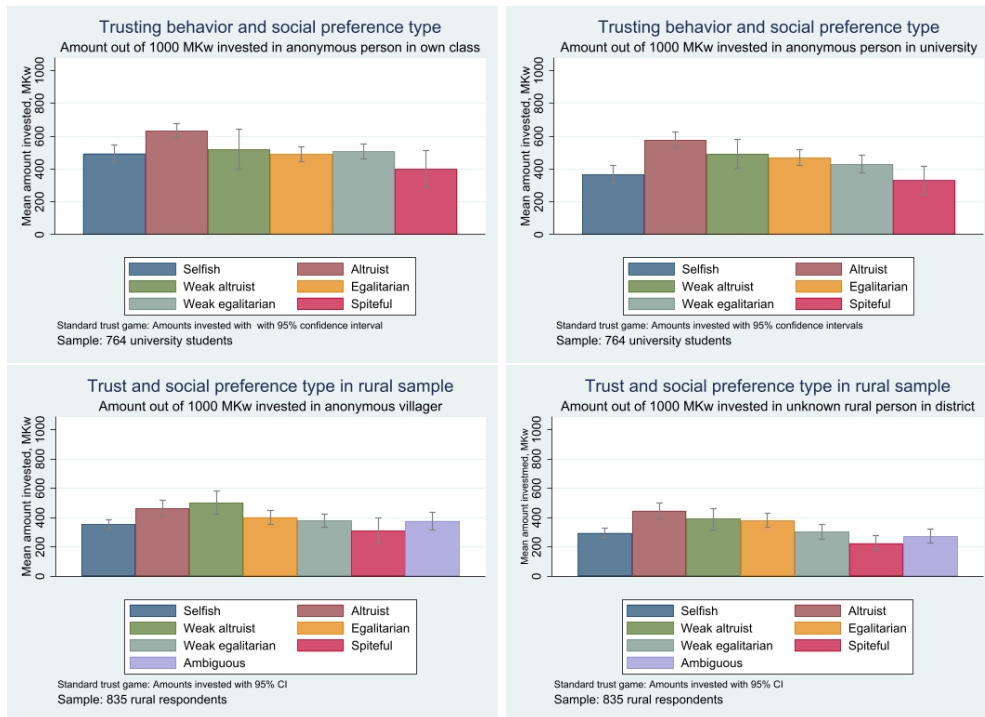 Trusting behavior and social preference type
Amount out of 1000 MKw invested in anonymous person in own class
Mean amount invested, MKw
0 200 400 600 800 1000
Selfish Altruist
Weak altruist Egalitarian
Weak egalitarian Spiteful
Standard trust game: Amounts invested with  with 95% confidence interval
Sample: 764 university students
Trusting behavior and social preference type
Amount out of 1000 MKw invested in anonymous person in university
Mean amount invested, MKw
0 200 400 600 800 1000
Selfish Altruist
Weak altruist Egalitarian
Weak egalitarian Spiteful
Standard trust game: Amounts invested with 95% confidence intervals
Sample: 764 university students
Trust and social preference type in rural sample
Amount out of 1000 MKw invested in anonymous villager
Mean amount invested, MKw
0 200 400 600 800 1000
Selfish Altruist
Weak altruist Egalitarian
Weak egalitarian Spiteful
Ambiguous
Standard trust game: Amounts invested with 95% CI
Sample: 835 rural respondents
Trust and social preference type in rural sample
Amount out of 1000 MKw invested in unknown rural person in district
Mean amount investmed, MKw
0 200 400 600 800 1000
Selfish Altruist
Weak altruist Egalitarian
Weak egalitarian Spiteful
Ambiguous
Standard trust game: Amounts invested with 95% CI
Sample: 835 rural respondents